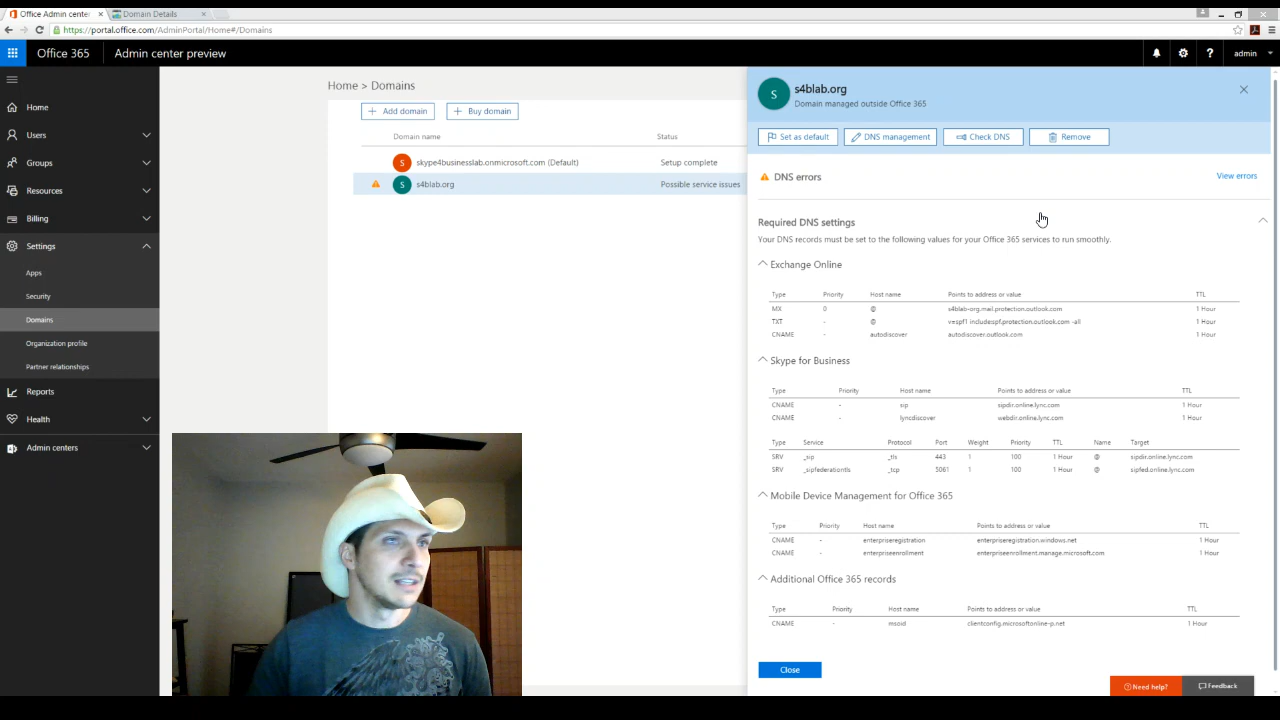 Office Admin center
Domain Details
https://portal.office.com/AdminPortal/Home#/Domains
Office 365
Admin center preview
admin
Home
Users
Groups
Resources
Billing
Settings
Apps
Security
Domains
Organization profile
Partner relationships
Reports
Health
Admin centers
Home > Domains
+ Add domain
+ Buy domain
Domain name Status
S skype4businesslab.onmicrosoft.com (Default) Setup complete
S s4blab.org Possible service issues
S
s4blab.org
Domain managed outside Office 365
Set as default
DNS management
Check DNS
Remove
DNS errors
View errors
Required DNS settings
Your DNS records must be set to the following values for your Office 365 services to run smoothly.
Exchange Online
Type Priority Host name Points to address or value TTL
MX 0 @ s4blab-org.mail.protection.outlook.com 1 Hour
TXT - @ v=spf1 include:spf.protection.outlook.com -all 1 Hour
CNAME - autodiscover autodiscover.outlook.com 1 Hour
Skype for Business
Type Priority Host name Points to address or value TTL
CNAME - sip sipdir.online.lync.com 1 Hour
CNAME - lyncdiscover webdir.online.lync.com 1 Hour
Type Service Protocol Port Weight Priority TTL Name Target
SRV _sip _tls 443 1 100 1 Hour @ sipdir.online.lync.com
SRV _sipfederationtls _tcp 5061 1 100 1 Hour @ sipfed.online.lync.com
Mobile Device Management for Office 365
Type Priority Host name Points to address or value TTL
CNAME - enterpriseregistration enterpriseregistration.windows.net 1 Hour
CNAME - enterpriseenrollment enterpriseenrollment.manage.microsoft.com 1 Hour
Additional Office 365 records
Type Priority Host name Points to address or value TTL
CNAME - msoid clientconfig.microsoftonline-p.net 1 Hour
Close
Need help?
Feedback